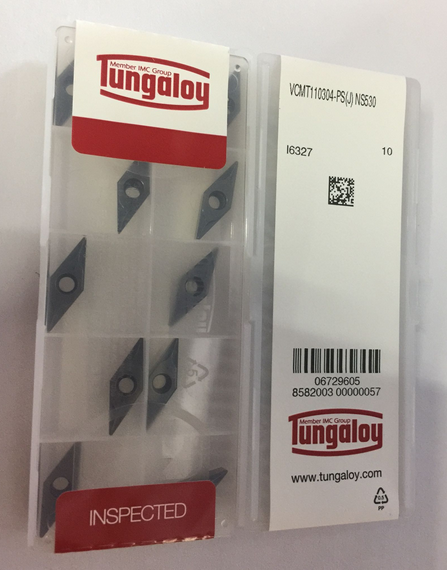 Member IMC Group
Tungaloy
INSPECTED
VCMT110304-PS(J) NS530
I6327 10
06729605
8582003 00000057
Member IMC Group
Tungaloy
www.tungaloy.com
PP